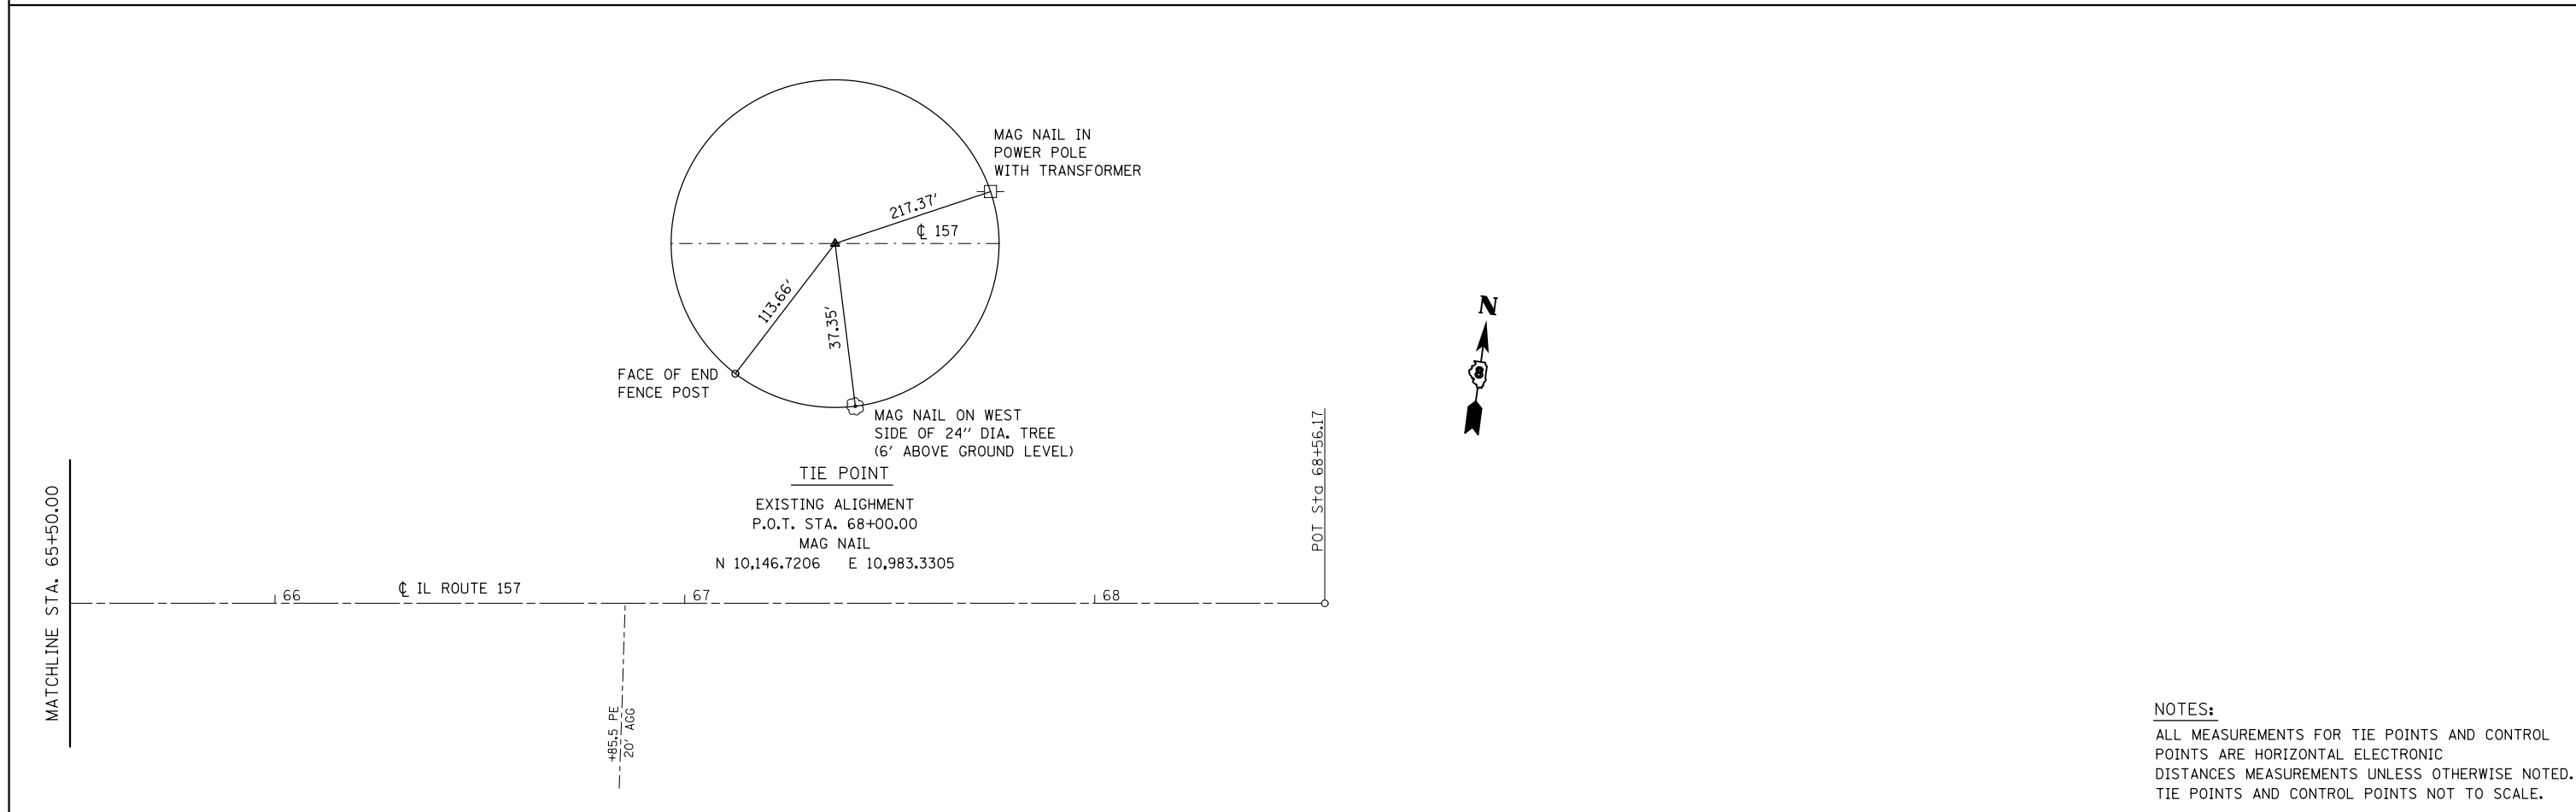 MAG NAIL IN
POWER POLE
WITH TRANSFORMER
217.37'
℄ 157
113.66'
37.35'
FACE OF END
FENCE POST
MAG NAIL ON WEST
SIDE OF 24" DIA. TREE
(6' ABOVE GROUND LEVEL)
TIE POINT
EXISTING ALIGHMENT
P.O.T. STA. 68+00.00
MAG NAIL
N 10,146.7206 E 10,983.3305
MATCHLINE STA. 65+50.00
66
℄ IL ROUTE 157
67
68
POT Sta 68+56.17
+85.5 PE
20' AGG
N
8
NOTES:
ALL MEASUREMENTS FOR TIE POINTS AND CONTROL
POINTS ARE HORIZONTAL ELECTRONIC
DISTANCES MEASUREMENTS UNLESS OTHERWISE NOTED.
TIE POINTS AND CONTROL POINTS NOT TO SCALE.